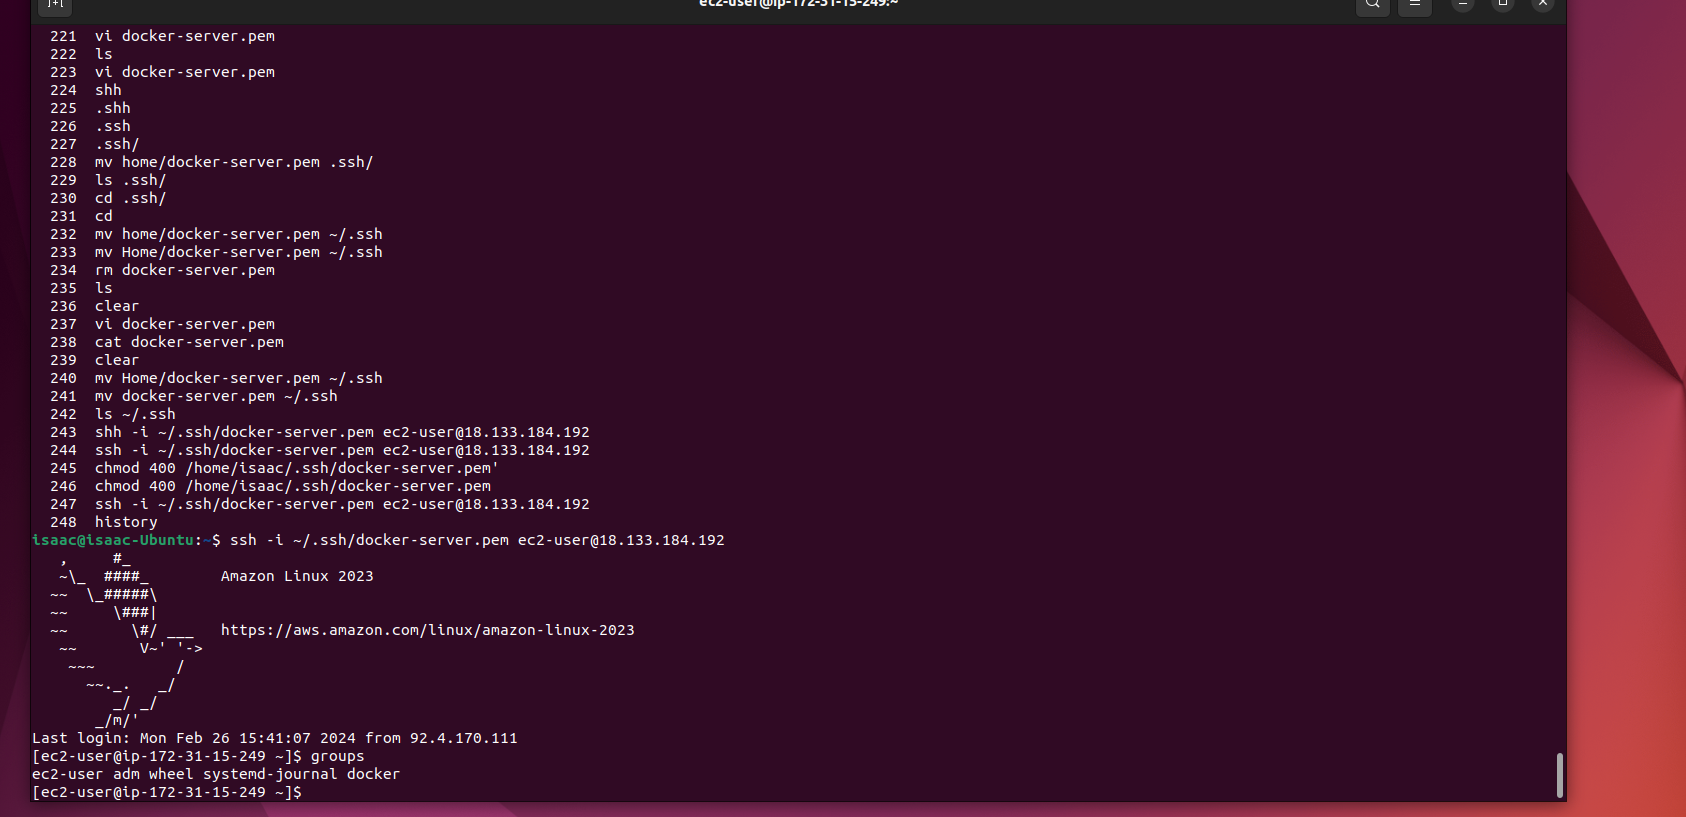 ec2-user@ip-172-31-15-249:~
221 vi docker-server.pem
222 ls
223 vi docker-server.pem
224 shh
225 .shh
226 .ssh
227 .ssh/
228 mv home/docker-server.pem .ssh/
229 ls .ssh/
230 cd .ssh/
231 cd
232 mv home/docker-server.pem ~/.ssh
233 mv Home/docker-server.pem ~/.ssh
234 rm docker-server.pem
235 ls
236 clear
237 vi docker-server.pem
238 cat docker-server.pem
239 clear
240 mv Home/docker-server.pem ~/.ssh
241 mv docker-server.pem ~/.ssh
242 ls ~/.ssh
243 shh -i ~/.ssh/docker-server.pem ec2-user@18.133.184.192
244 ssh -i ~/.ssh/docker-server.pem ec2-user@18.133.184.192
245 chmod 400 /home/isaac/.ssh/docker-server.pem'
246 chmod 400 /home/isaac/.ssh/docker-server.pem
247 ssh -i ~/.ssh/docker-server.pem ec2-user@18.133.184.192
248 history
isaac@isaac-Ubuntu:~$ ssh -i ~/.ssh/docker-server.pem ec2-user@18.133.184.192
   ,     #_
   ~\_  ####_        Amazon Linux 2023
  ~~  \_#####\
  ~~     \###|
  ~~       \#/ ___   https://aws.amazon.com/linux/amazon-linux-2023
   ~~       V~' '->
    ~~~         /
      ~~._.   _/
         _/ _/
       _/m/'
Last login: Mon Feb 26 15:41:07 2024 from 92.4.170.111
[ec2-user@ip-172-31-15-249 ~]$ groups
ec2-user adm wheel systemd-journal docker
[ec2-user@ip-172-31-15-249 ~]$